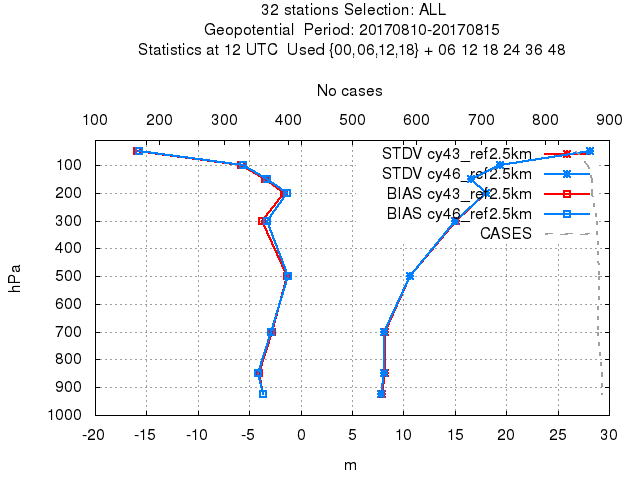 32 stations Selection: ALL
Geopotential  Period: 20170810-20170815
Statistics at 12 UTC  Used {00,06,12,18} + 06 12 18 24 36 48
No cases
100 200 300 400 500 600 700 800 900
STDV cy43_ref2.5km
STDV cy46_ref2.5km
BIAS cy43_ref2.5km
BIAS cy46_ref2.5km
CASES
hPa
100
200
300
400
500
600
700
800
900
1000
-20 -15 -10 -5 0 5 10 15 20 25 30
m